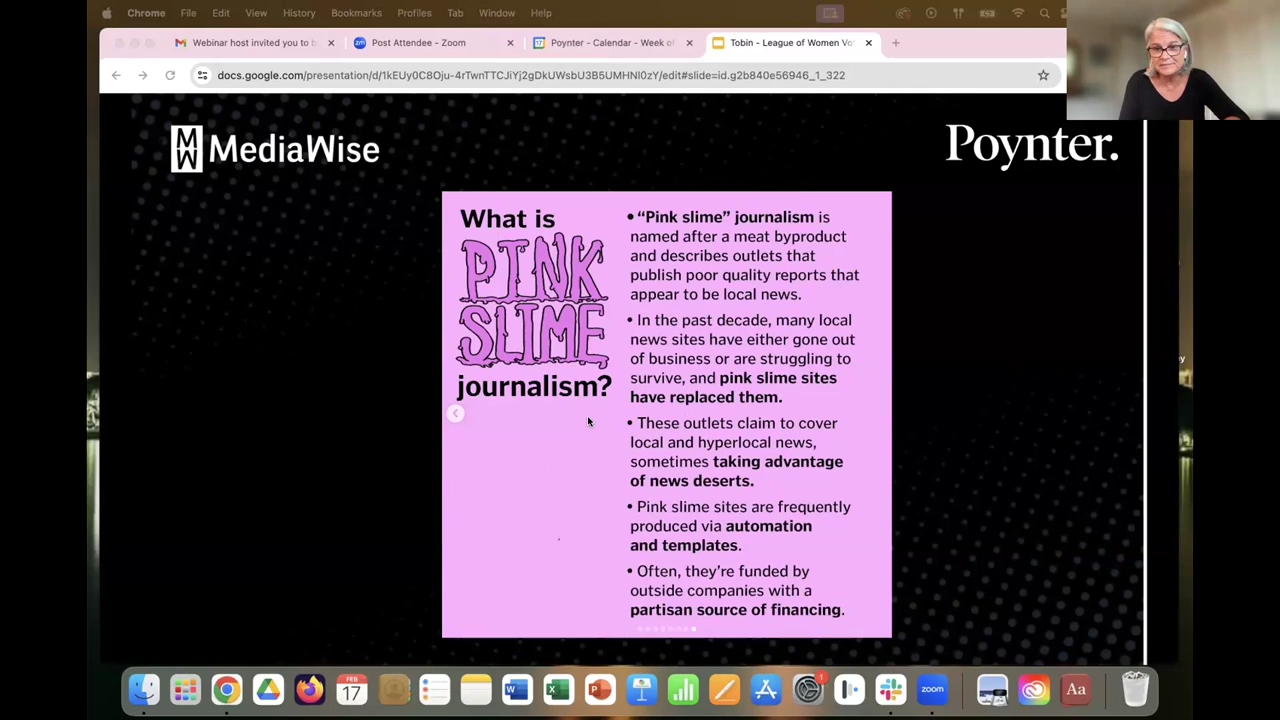 Chrome File Edit View History Bookmarks Profiles Tab Window Help
Webinar host invited you to b
Post Attendee - Zoom
Poynter - Calendar - Week of
Tobin - League of Women Vo
docs.google.com/presentation/d/1kEUy0C8Oju-4rTwnTTCJiYj2gDkUWsbU3B5UMHNl0zY/edit#slide=id.g2b840e56946_1_322
MW MediaWise
Poynter.
What is
PINK
SLIME
journalism?
• “Pink slime” journalism is
named after a meat byproduct
and describes outlets that
publish poor quality reports that
appear to be local news.
• In the past decade, many local
news sites have either gone out
of business or are struggling to
survive, and pink slime sites
have replaced them.
• These outlets claim to cover
local and hyperlocal news,
sometimes taking advantage
of news deserts.
• Pink slime sites are frequently
produced via automation
and templates.
• Often, they’re funded by
outside companies with a
partisan source of financing.
FEB
17
1
zoom
Aa